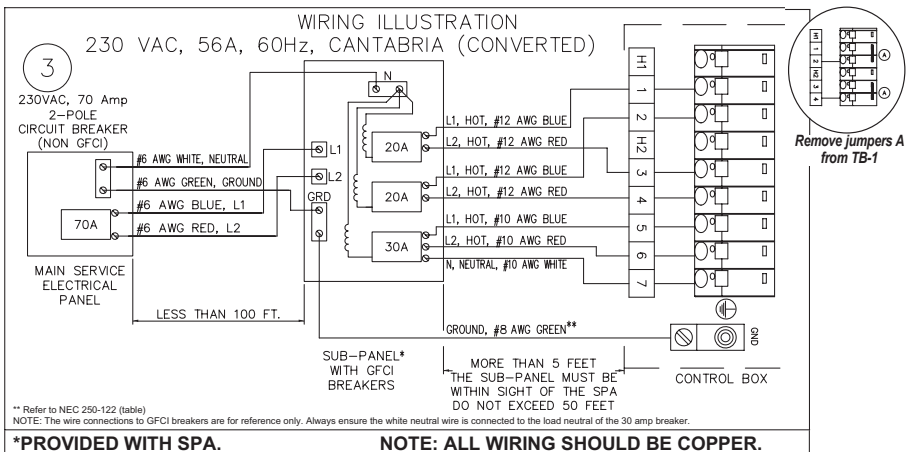 WIRING ILLUSTRATION
230 VAC, 56A, 60Hz, CANTABRIA (CONVERTED)
3
230VAC, 70 Amp
2-POLE
CIRCUIT BREAKER
(NON GFCI)
#6 AWG WHITE, NEUTRAL
#6 AWG GREEN, GROUND
#6 AWG BLUE, L1
#6 AWG RED, L2
70A
MAIN SERVICE
ELECTRICAL
PANEL
LESS THAN 100 FT.
N
L1
L2
GRD
20A
20A
30A
L1, HOT, #12 AWG BLUE
L2, HOT, #12 AWG RED
L1, HOT, #12 AWG BLUE
L2, HOT, #12 AWG RED
L1, HOT, #10 AWG BLUE
L2, HOT, #10 AWG RED
N, NEUTRAL, #10 AWG WHITE
GROUND, #8 AWG GREEN**
SUB-PANEL*
WITH GFCI
BREAKERS
MORE THAN 5 FEET
THE SUB-PANEL MUST BE
WITHIN SIGHT OF THE SPA
DO NOT EXCEED 50 FEET
H1
1
2
H2
3
4
5
6
7
GND
CONTROL BOX
H1
1
2
H2
3
4
A
A
Remove jumpers A
from TB-1
** Refer to NEC 250-122 (table)
NOTE: The wire connections to GFCI breakers are for reference only. Always ensure the white neutral wire is connected to the load neutral of the 30 amp breaker.
*PROVIDED WITH SPA. NOTE: ALL WIRING SHOULD BE COPPER.